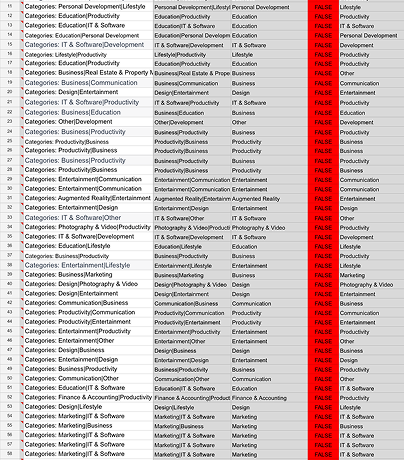 11 Categories: Personal Development|Lifestyle Personal Development|Lifestyl Personal Development FALSE Lifestyle
12 Categories: Education|Productivity Education|Productivity Education FALSE Productivity
13 Categories: Education|IT & Software Education|IT & Software Education FALSE IT & Software
14 Categories: Education|Personal Development Education|Personal Developm Education FALSE Personal Development
15 Categories: IT & Software|Development IT & Software|Development IT & Software FALSE Development
16 Categories: Lifestyle|Productivity Lifestyle|Productivity Lifestyle FALSE Productivity
17 Categories: Education|Productivity Education|Productivity Education FALSE Productivity
18 Categories: Business|Real Estate & Property M Business|Real Estate & Prope Business FALSE Other
19 Categories: Business|Communication Business|Communication Business FALSE Communication
20 Categories: Design|Entertainment Design|Entertainment Design FALSE Entertainment
21 Categories: IT & Software|Productivity IT & Software|Productivity IT & Software FALSE Productivity
22 Categories: Business|Education Business|Education Business FALSE Education
23 Categories: Other|Development Other|Development Other FALSE Development
24 Categories: Business|Productivity Business|Productivity Business FALSE Productivity
25 Categories: Productivity|Business Productivity|Business Productivity FALSE Business
26 Categories: Productivity|Business Productivity|Business Productivity FALSE Business
27 Categories: Business|Productivity Business|Productivity Business FALSE Productivity
28 Categories: Productivity|Business Productivity|Business Productivity FALSE Business
29 Categories: Entertainment|Communication Entertainment|Communication Entertainment FALSE Communication
30 Categories: Entertainment|Communication Entertainment|Communication Entertainment FALSE Communication
31 Categories: Augmented Reality|Entertainment Augmented Reality|Entertainm Augmented Reality FALSE Entertainment
32 Categories: Entertainment|Design Entertainment|Design Entertainment FALSE Design
33 Categories: IT & Software|Other IT & Software|Other IT & Software FALSE Other
34 Categories: Photography & Video|Productivity Photography & Video|Product Photography & Video FALSE Productivity
35 Categories: IT & Software|Development IT & Software|Development IT & Software FALSE Development
36 Categories: Education|Lifestyle Education|Lifestyle Education FALSE Lifestyle
37 Categories: Business|Productivity Business|Productivity Business FALSE Productivity
38 Categories: Entertainment|Lifestyle Entertainment|Lifestyle Entertainment FALSE Lifestyle
39 Categories: Business|Marketing Business|Marketing Business FALSE Marketing
40 Categories: Design|Photography & Video Design|Photography & Video Design FALSE Photography & Video
41 Categories: Design|Entertainment Design|Entertainment Design FALSE Entertainment
42 Categories: Communication|Business Communication|Business Communication FALSE Business
43 Categories: Productivity|Communication Productivity|Communication Productivity FALSE Communication
44 Categories: Productivity|Entertainment Productivity|Entertainment Productivity FALSE Entertainment
45 Categories: Entertainment|Productivity Entertainment|Productivity Entertainment FALSE Productivity
46 Categories: Entertainment|Other Entertainment|Other Entertainment FALSE Other
47 Categories: Design|Business Design|Business Design FALSE Business
48 Categories: Entertainment|Design Entertainment|Design Entertainment FALSE Design
49 Categories: Business|Productivity Business|Productivity Business FALSE Productivity
50 Categories: Communication|Other Communication|Other Communication FALSE Other
51 Categories: Education|IT & Software Education|IT & Software Education FALSE IT & Software
52 Categories: Finance & Accounting|Productivity Finance & Accounting|Product Finance & Accounting FALSE Productivity
53 Categories: Design|Lifestyle Design|Lifestyle Design FALSE Lifestyle
54 Categories: Marketing|IT & Software Marketing|IT & Software Marketing FALSE IT & Software
55 Categories: Marketing|Business Marketing|Business Marketing FALSE Business
56 Categories: Marketing|IT & Software Marketing|IT & Software Marketing FALSE IT & Software
57 Categories: Marketing|IT & Software Marketing|IT & Software Marketing FALSE IT & Software
58 Categories: Marketing|IT & Software Marketing|IT & Software Marketing FALSE IT & Software